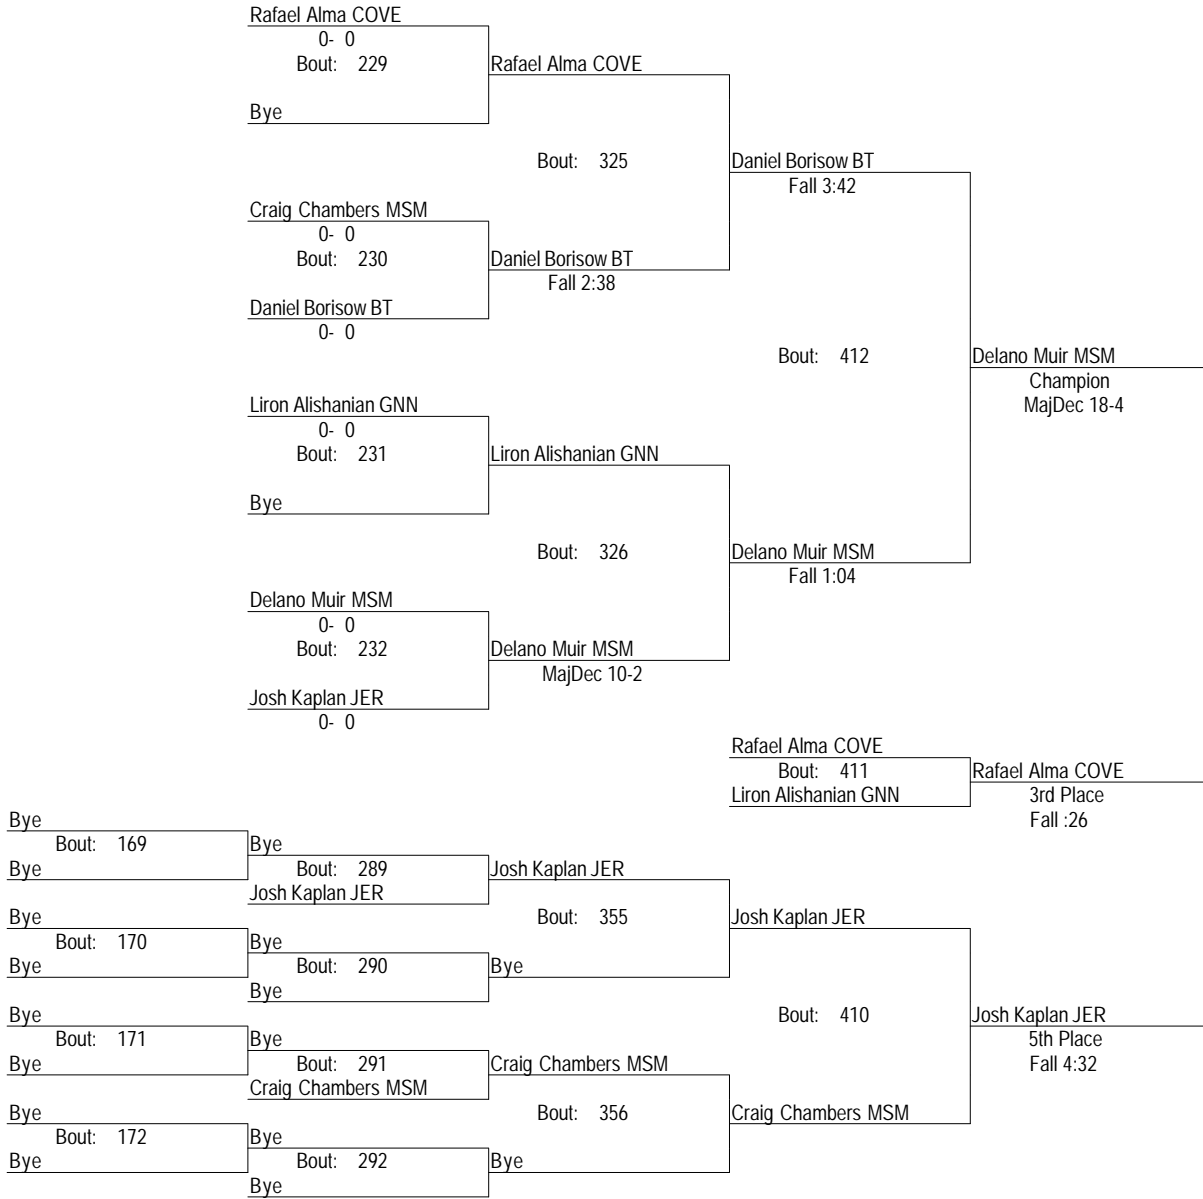 Rafael Alma COVE
0- 0
Bout: 229
Rafael Alma COVE
Bye
Bout: 325
Daniel Borisow BT
Fall 3:42
Craig Chambers MSM
0- 0
Bout: 230
Daniel Borisow BT
Fall 2:38
Daniel Borisow BT
0- 0
Bout: 412
Delano Muir MSM
Champion
MajDec 18-4
Liron Alishanian GNN
0- 0
Bout: 231
Liron Alishanian GNN
Bye
Bout: 326
Delano Muir MSM
Fall 1:04
Delano Muir MSM
0- 0
Bout: 232
Delano Muir MSM
MajDec 10-2
Josh Kaplan JER
0- 0
Rafael Alma COVE
Bout: 411
Rafael Alma COVE
Liron Alishanian GNN
3rd Place
Fall :26
Bye
Bout: 169
Bye
Bye
Bout: 289
Josh Kaplan JER
Josh Kaplan JER
Bye
Bout: 355
Josh Kaplan JER
Bout: 170
Bye
Bye
Bout: 290
Bye
Bye
Bye
Bout: 410
Josh Kaplan JER
5th Place
Fall 4:32
Bout: 171
Bye
Bye
Bout: 291
Craig Chambers MSM
Craig Chambers MSM
Bye
Bout: 356
Craig Chambers MSM
Bout: 172
Bye
Bye
Bout: 292
Bye
Bye